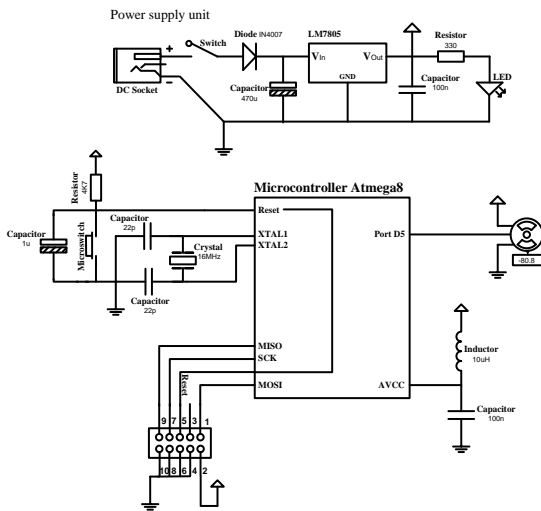 Power supply unit
Switch
Diode IN4007
LM7805
Resistor
330
+
-
DC Socket
VIn
VOut
GND
Capacitor
470u
Capacitor
100n
LED
Resistor
4K7
Microcontroller Atmega8
Capacitor
1u
Microswitch
Capacitor
22p
Crystal
16MHz
Capacitor
22p
Reset
XTAL1
XTAL2
Port D5
-80.8
Inductor
10uH
MISO
SCK
MOSI
AVCC
Reset
Capacitor
100n
9 7 5 3 1
10 8 6 4 2